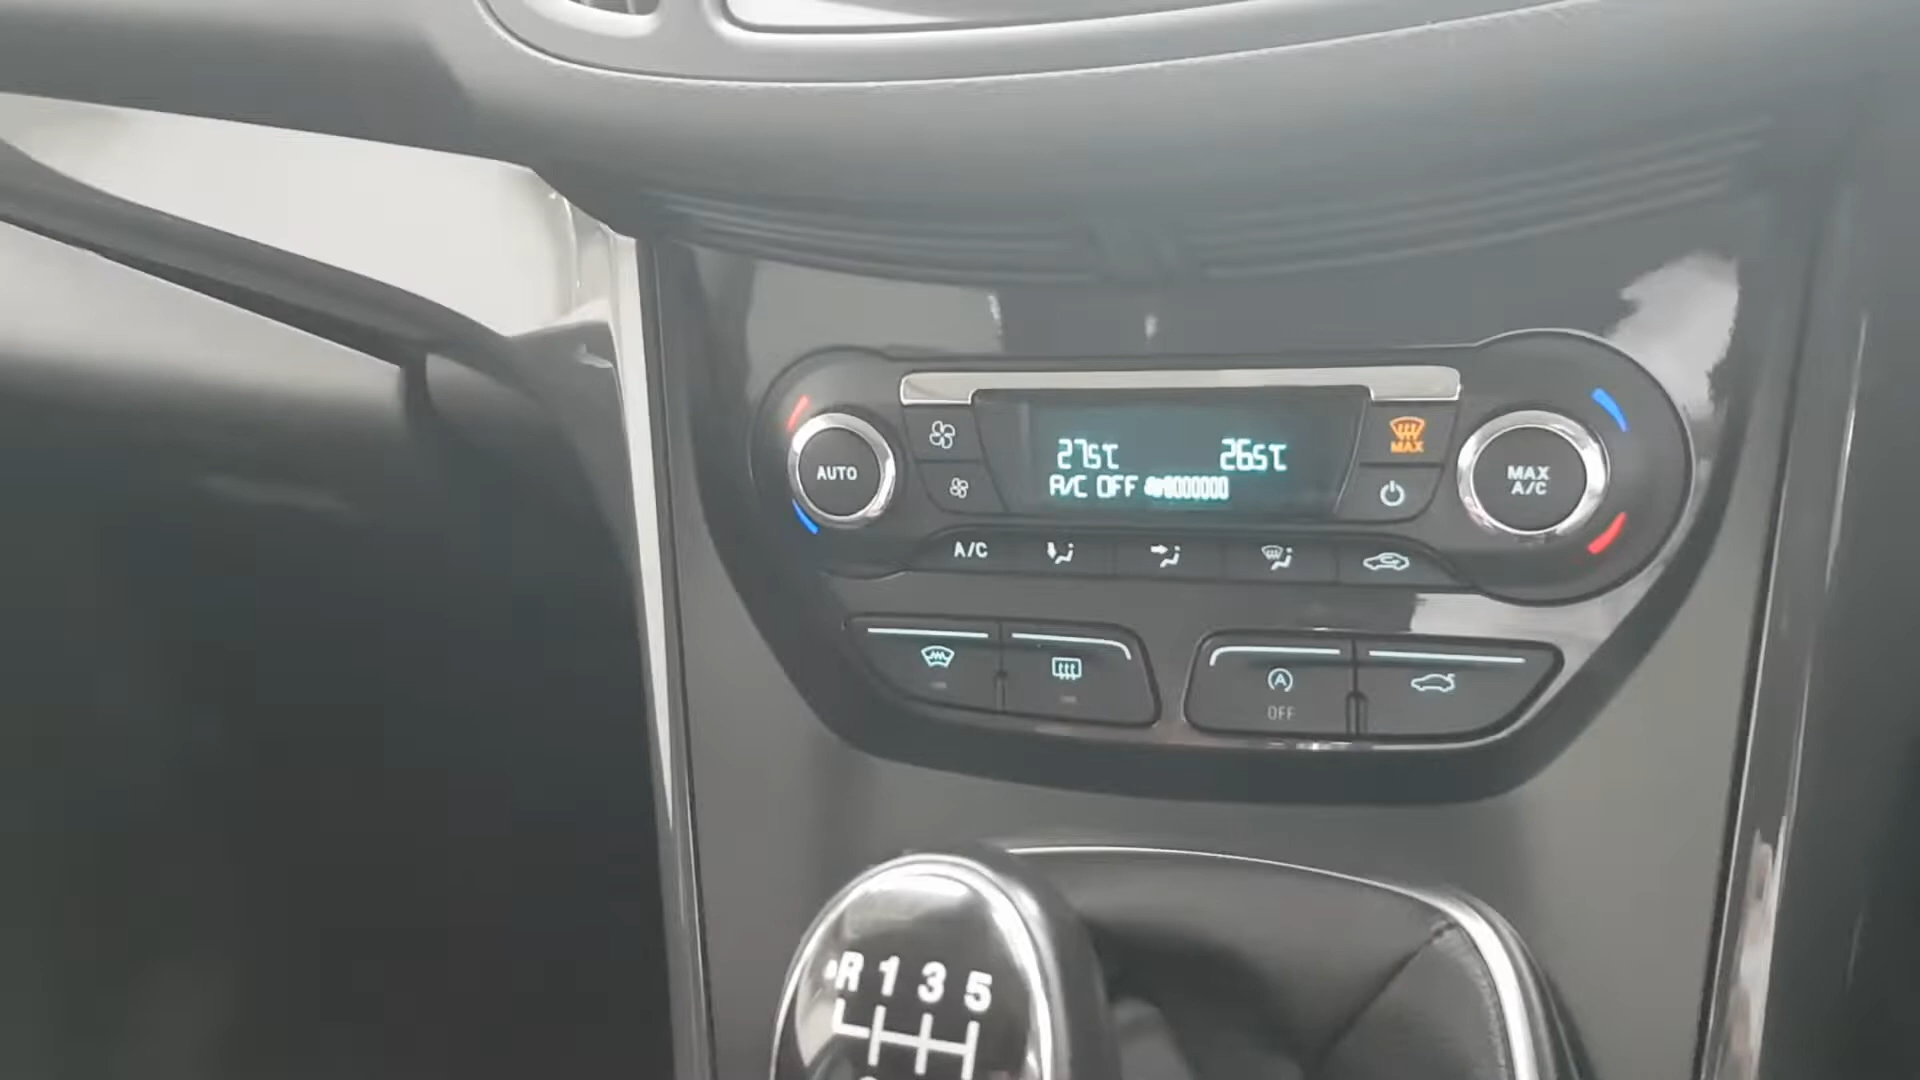 AUTO
27.5℃ 26.5℃
A/C OFF
MAX
MAX
A/C
A/C
A
OFF
R 1 3 5